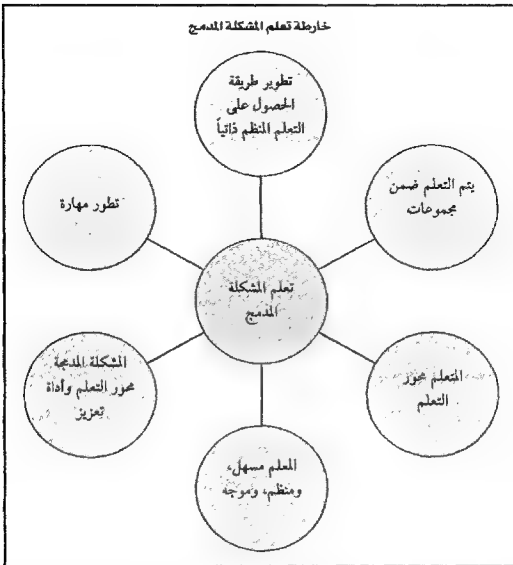 خارطة تعلم المشكلة المدمج
تطوير طريقة
الحصول على
التعلم المنظم ذاتياً
يتم التعلم ضمن
مجموعات
تطور مهارة
تعلم المشكلة
المدمج
المتعلم محور
التعلم
المشكلة المدمجة
محور التعلم وأداة
تعزيز
المعلم مسهل،
ومنظم، وموجه